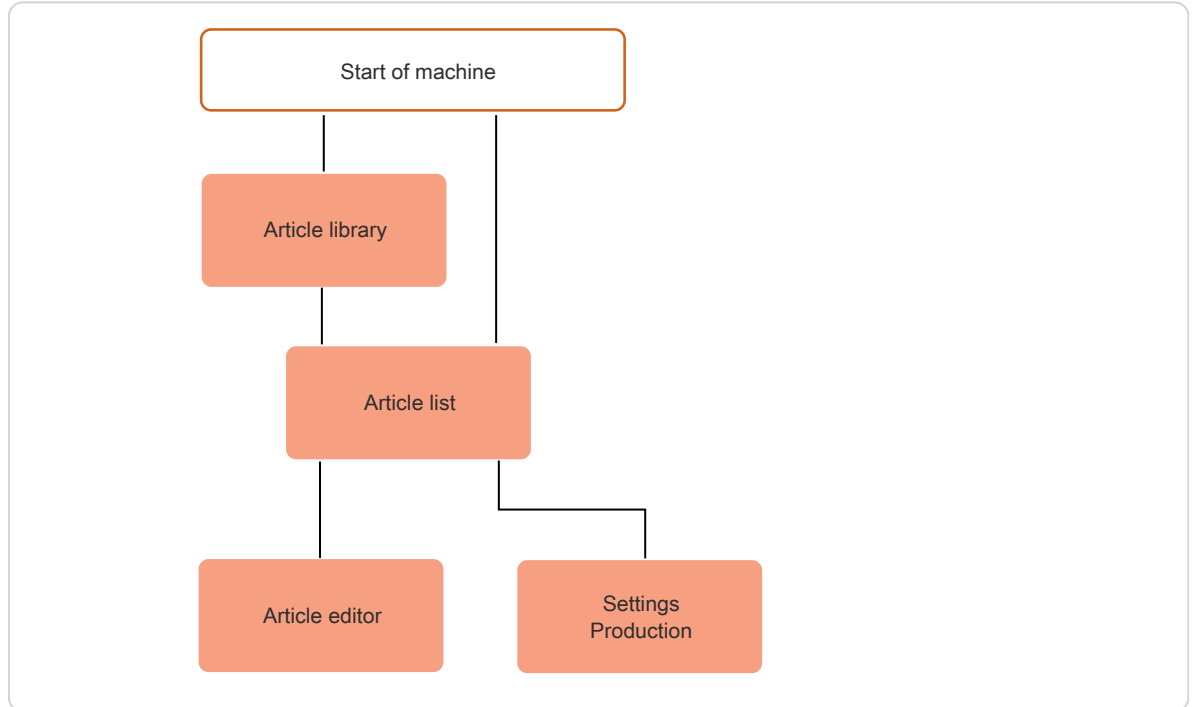 Start of machine
Article library
Article list
Article editor
Settings
Production